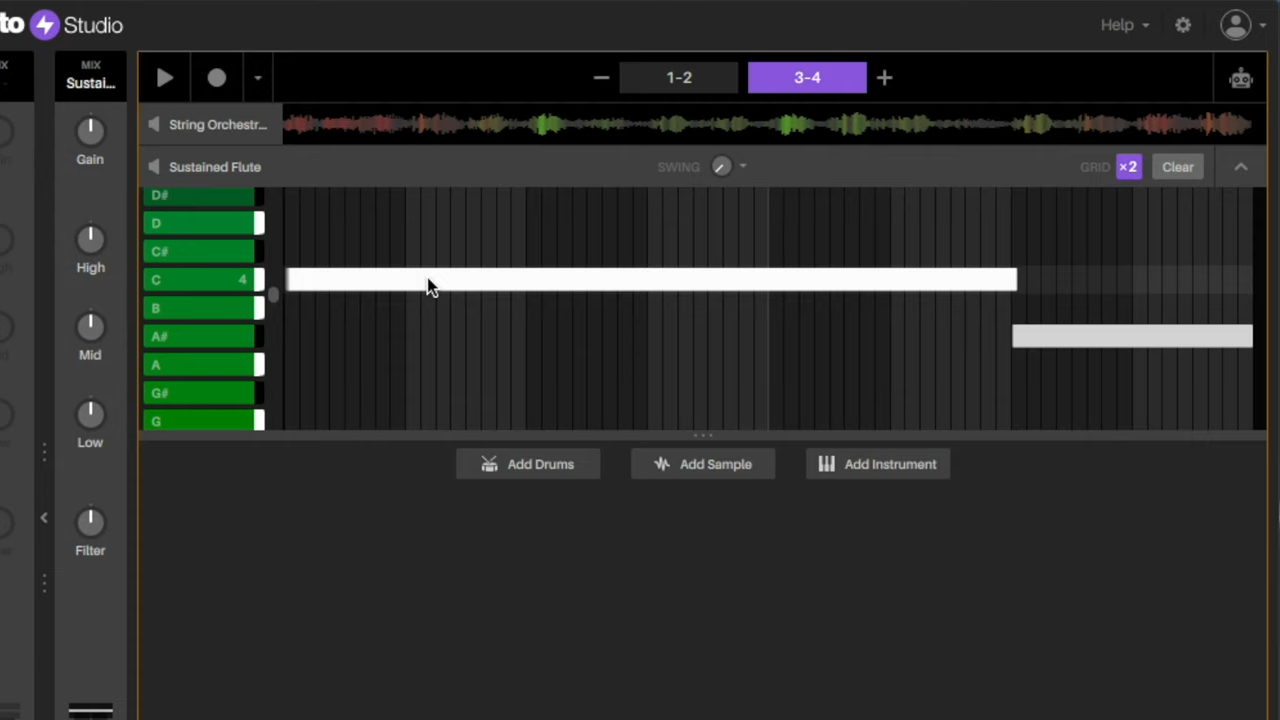 to Studio
Help
X
MIX
Sustai...
1-2
3-4
String Orchestr...
Gain
Sustained Flute
SWING
GRID ×2 Clear
D#
D
C#
C 4
B
A#
A
G#
G
High
Mid
Low
Filter
Add Drums
Add Sample
Add Instrument